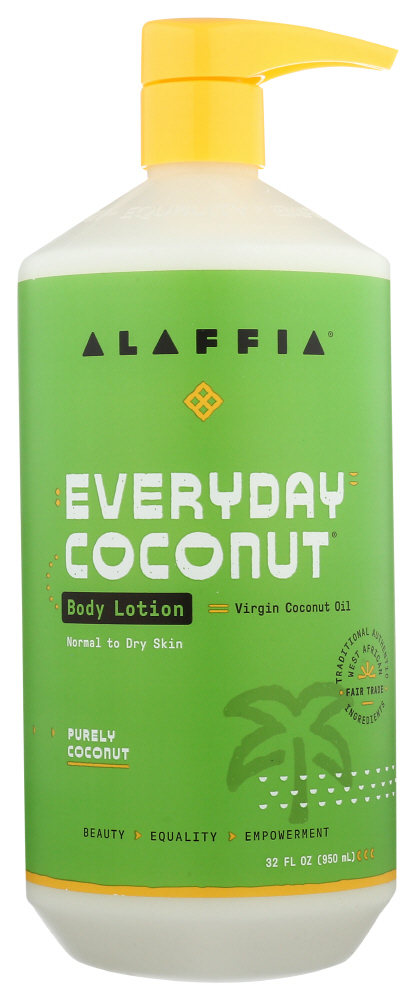 ALAFFIA®
EVERYDAY
COCONUT®
Body Lotion = Virgin Coconut Oil
Normal to Dry Skin
TRADITIONAL AUTHENTIC
WEST AFRICAN
FAIR TRADE
INGREDIENTS
PURELY
COCONUT
BEAUTY EQUALITY EMPOWERMENT
32 FL OZ (950 mL)